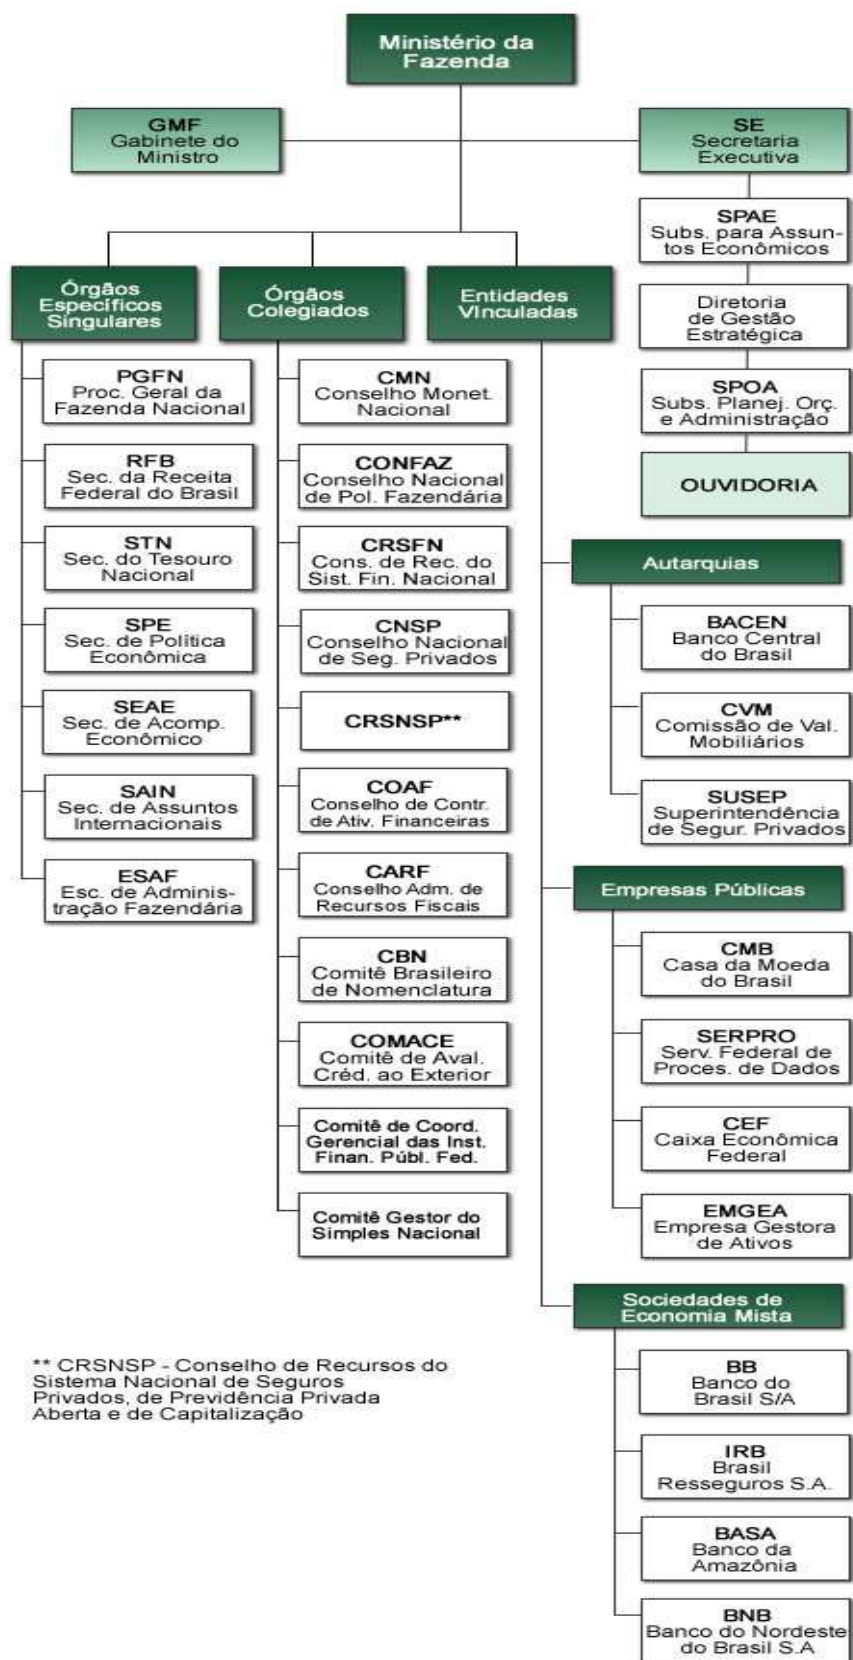 Ministério da
Fazenda
GMF
Gabinete do
Ministro
SE
Secretaria
Executiva
SPAE
Subs. para Assun-
tos Econômicos
Diretoria
de Gestão
Estratégica
SPOA
Subs. Planej. Orç.
e Administração
OUVIDORIA
Órgãos
Específicos
Singulares
PGFN
Proc. Geral da
Fazenda Nacional
RFB
Sec. da Receita
Federal do Brasil
STN
Sec. do Tesouro
Nacional
SPE
Sec. de Política
Econômica
SEAE
Sec. de Acomp.
Econômico
SAIN
Sec. de Assuntos
Internacionais
ESAF
Esc. de Adminis-
tração Fazendária
Órgãos
Colegiados
CMN
Conselho Monet.
Nacional
CONFAZ
Conselho Nacional
de Pol. Fazendária
CRSFN
Cons. de Rec. do
Sist. Fin. Nacional
CNSP
Conselho Nacional
de Seg. Privados
CRSNSP**
COAF
Conselho de Contr.
de Ativ. Financeiras
CARF
Conselho Adm. de
Recursos Fiscais
CBN
Comitê Brasileiro
de Nomenclatura
COMACE
Comitê de Aval.
Créd. ao Exterior
Comitê de Coord.
Gerencial das Inst.
Finan. Públ. Fed.
Comitê Gestor do
Simples Nacional
Entidades
VInculadas
Autarquias
BACEN
Banco Central
do Brasil
CVM
Comissão de Val.
Mobiliários
SUSEP
Superintendência
de Segur. Privados
Empresas Públicas
CMB
Casa da Moeda
do Brasil
SERPRO
Serv. Federal de
Proces. de Dados
CEF
Caixa Econômica
Federal
EMGEA
Empresa Gestora
de Ativos
Sociedades de
Economia Mista
BB
Banco do
Brasil S/A
IRB
Brasil
Resseguros S.A.
BASA
Banco da
Amazônia
BNB
Banco do Nordeste
do Brasil S.A
** CRSNSP - Conselho de Recursos do
Sistema Nacional de Seguros
Privados, de Previdência Privada
Aberta e de Capitalização